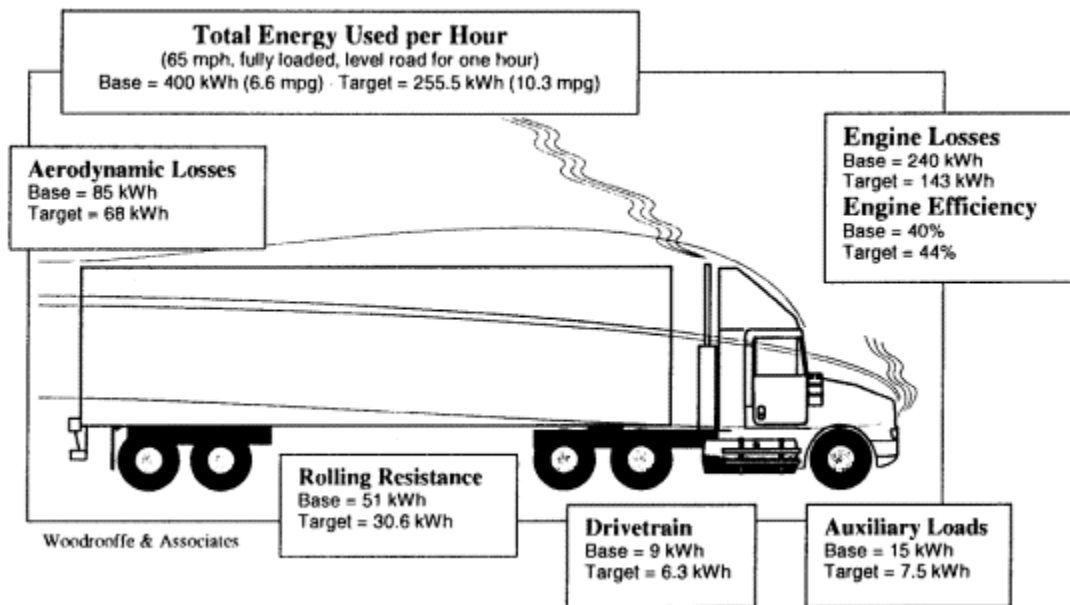 Total Energy Used per Hour
(65 mph, fully loaded, level road for one hour)
Base = 400 kWh (6.6 mpg) · Target = 255.5 kWh (10.3 mpg)
Engine Losses
Base = 240 kWh
Target = 143 kWh
Engine Efficiency
Base = 40%
Target = 44%
Aerodynamic Losses
Base = 85 kWh
Target = 68 kWh
Rolling Resistance
Base = 51 kWh
Target = 30.6 kWh
Woodrooffe & Associates
Drivetrain
Base = 9 kWh
Target = 6.3 kWh
Auxiliary Loads
Base = 15 kWh
Target = 7.5 kWh